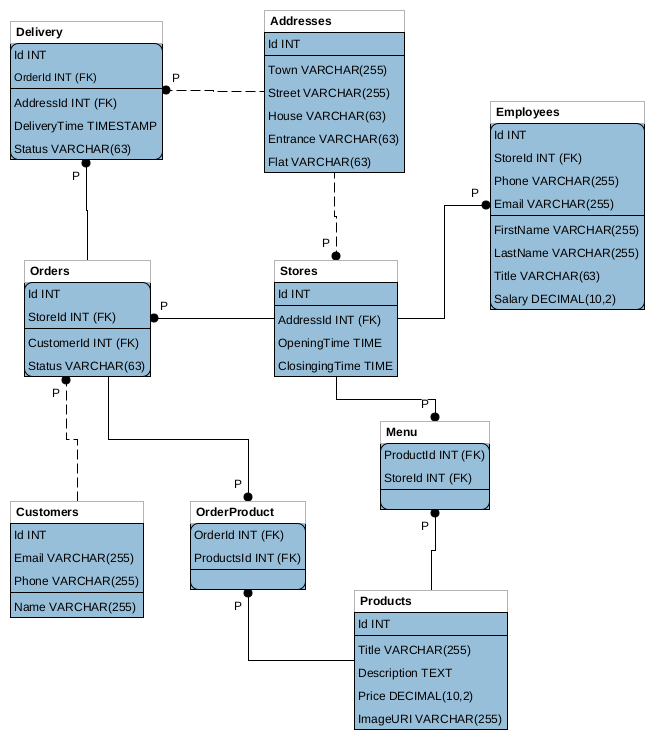 Delivery
Id INT
OrderId INT (FK)
AddressId INT (FK)
DeliveryTime TIMESTAMP
Status VARCHAR(63)
P
P
Addresses
Id INT
Town VARCHAR(255)
Street VARCHAR(255)
House VARCHAR(63)
Entrance VARCHAR(63)
Flat VARCHAR(63)
P
Employees
Id INT
StoreId INT (FK)
Phone VARCHAR(255)
Email VARCHAR(255)
FirstName VARCHAR(255)
LastName VARCHAR(255)
Title VARCHAR(63)
Salary DECIMAL(10,2)
P
Orders
Id INT
StoreId INT (FK)
CustomerId INT (FK)
Status VARCHAR(63)
P
P
Stores
Id INT
AddressId INT (FK)
OpeningTime TIME
ClosingingTime TIME
P
Menu
ProductId INT (FK)
StoreId INT (FK)
P
Customers
Id INT
Email VARCHAR(255)
Phone VARCHAR(255)
Name VARCHAR(255)
P
OrderProduct
OrderId INT (FK)
ProductsId INT (FK)
P
Products
Id INT
Title VARCHAR(255)
Description TEXT
Price DECIMAL(10,2)
ImageURI VARCHAR(255)